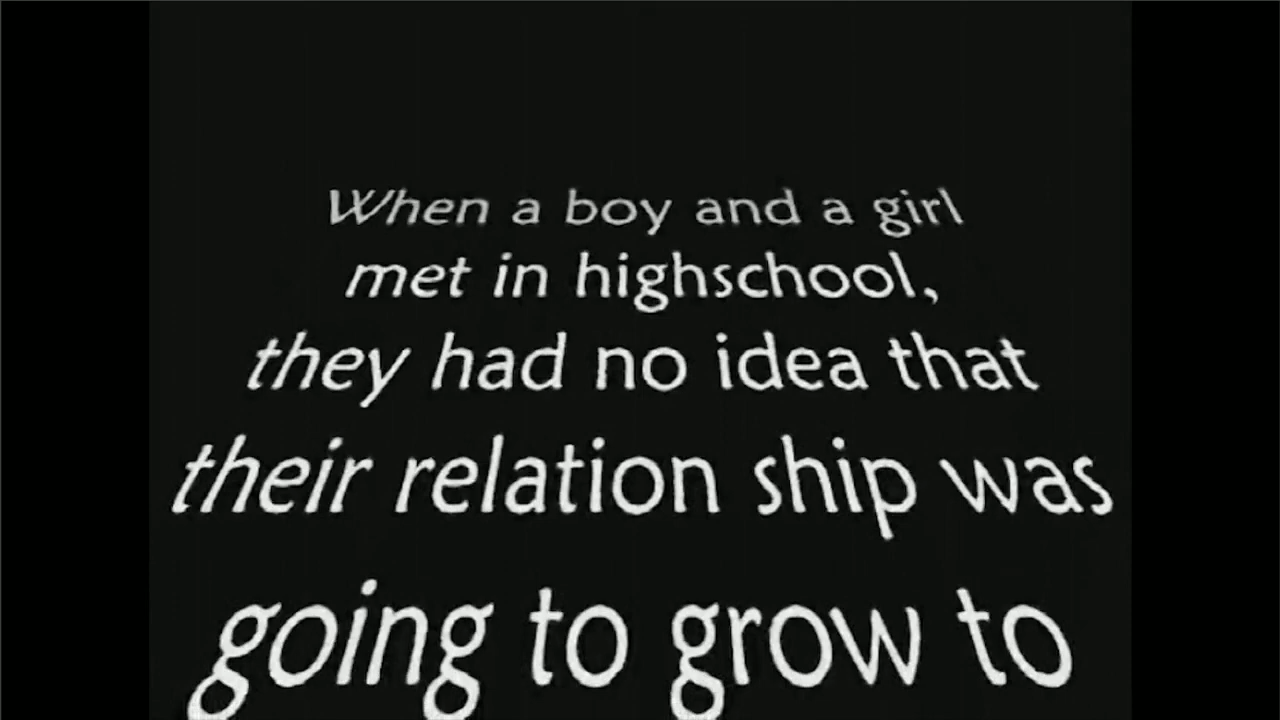 When a boy and a girl
met in highschool,
they had no idea that
their relation ship was
going to grow to